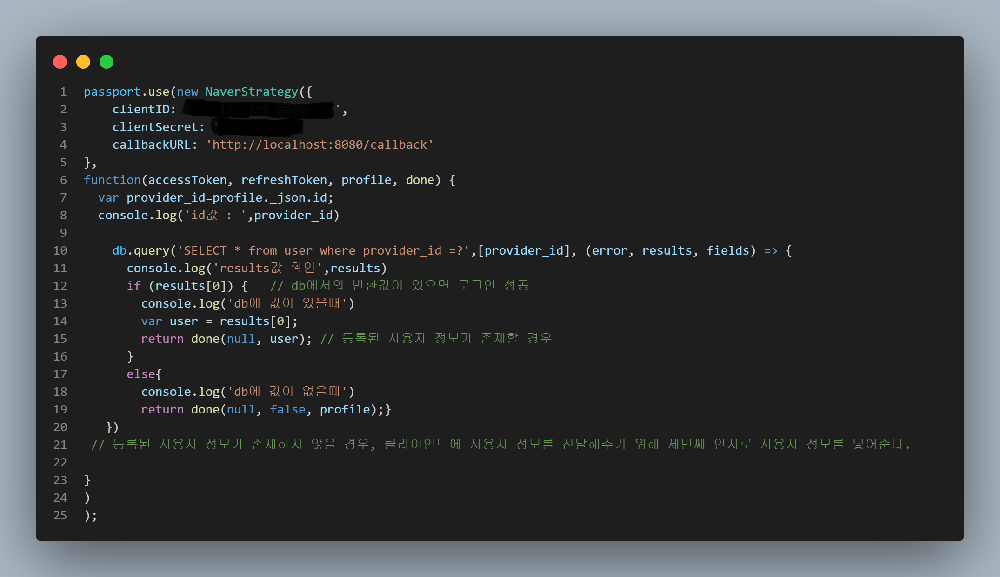 1 passport.use(new NaverStrategy({
2 clientID: ',
3 clientSecret: '
4 callbackURL: 'http://localhost:8080/callback'
5 },
6 function(accessToken, refreshToken, profile, done) {
7 var provider_id=profile._json.id;
8 console.log('id값 : ',provider_id)
9
10 db.query('SELECT * from user where provider_id =?',[provider_id], (error, results, fields) => {
11 console.log('results값 확인',results)
12 if (results[0]) { // db에서의 반환값이 있으면 로그인 성공
13 console.log('db에 값이 있을때')
14 var user = results[0];
15 return done(null, user); // 등록된 사용자 정보가 존재할 경우
16 }
17 else{
18 console.log('db에 값이 없을때')
19 return done(null, false, profile);}
20 })
21 // 등록된 사용자 정보가 존재하지 않을 경우, 클라이언트에 사용자 정보를 전달해주기 위해 세번째 인자로 사용자 정보를 넣어준다.
22
23 }
24 )
25 );